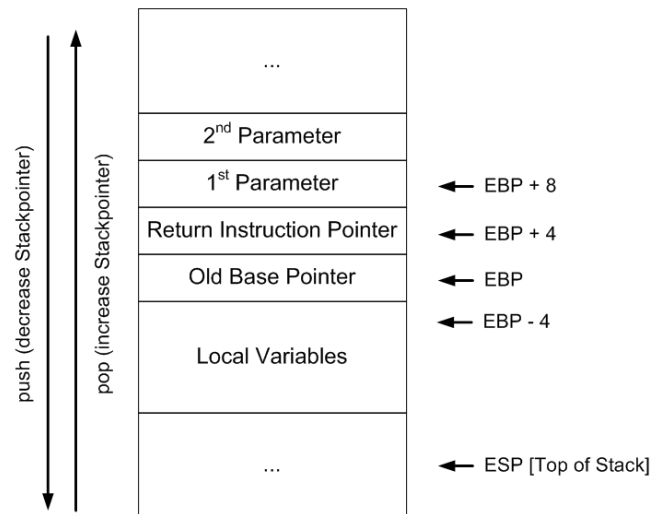 ...
2nd Parameter
1st Parameter
EBP + 8
Return Instruction Pointer
EBP + 4
Old Base Pointer
EBP
EBP - 4
Local Variables
...
ESP [Top of Stack]
push (decrease Stackpointer)
pop (increase Stackpointer)